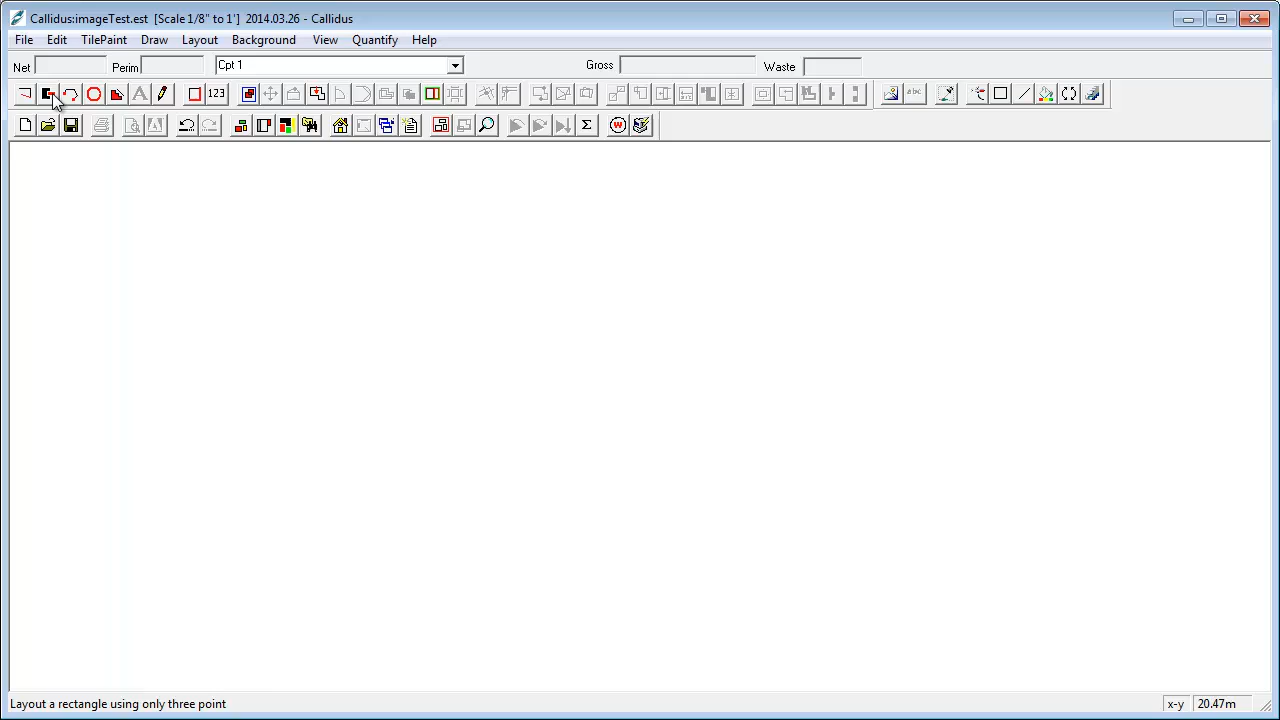 Callidus:imageTest.est [Scale 1/8" to 1'] 2014.03.26 - Callidus
File Edit TilePaint Draw Layout Background View Quantify Help
Net Perim Cpt 1 Gross Waste
123 abc
A Σ W
Layout a rectangle using only three point x-y 20.47m